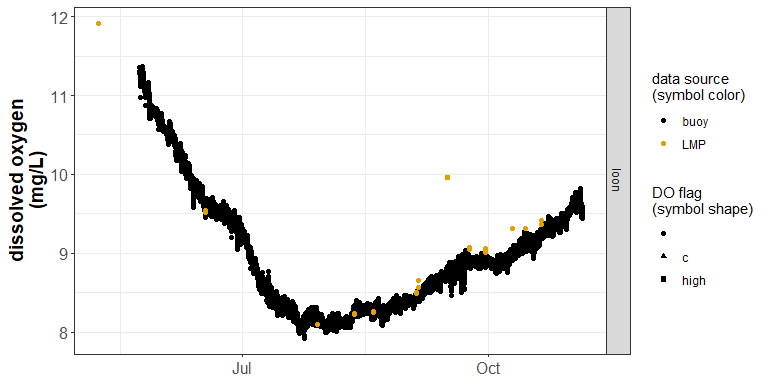 12
11
10
9
8
dissolved oxygen
(mg/L)
Jul
Oct
loon
data source
(symbol color)
buoy
LMP
DO flag
(symbol shape)
c
high